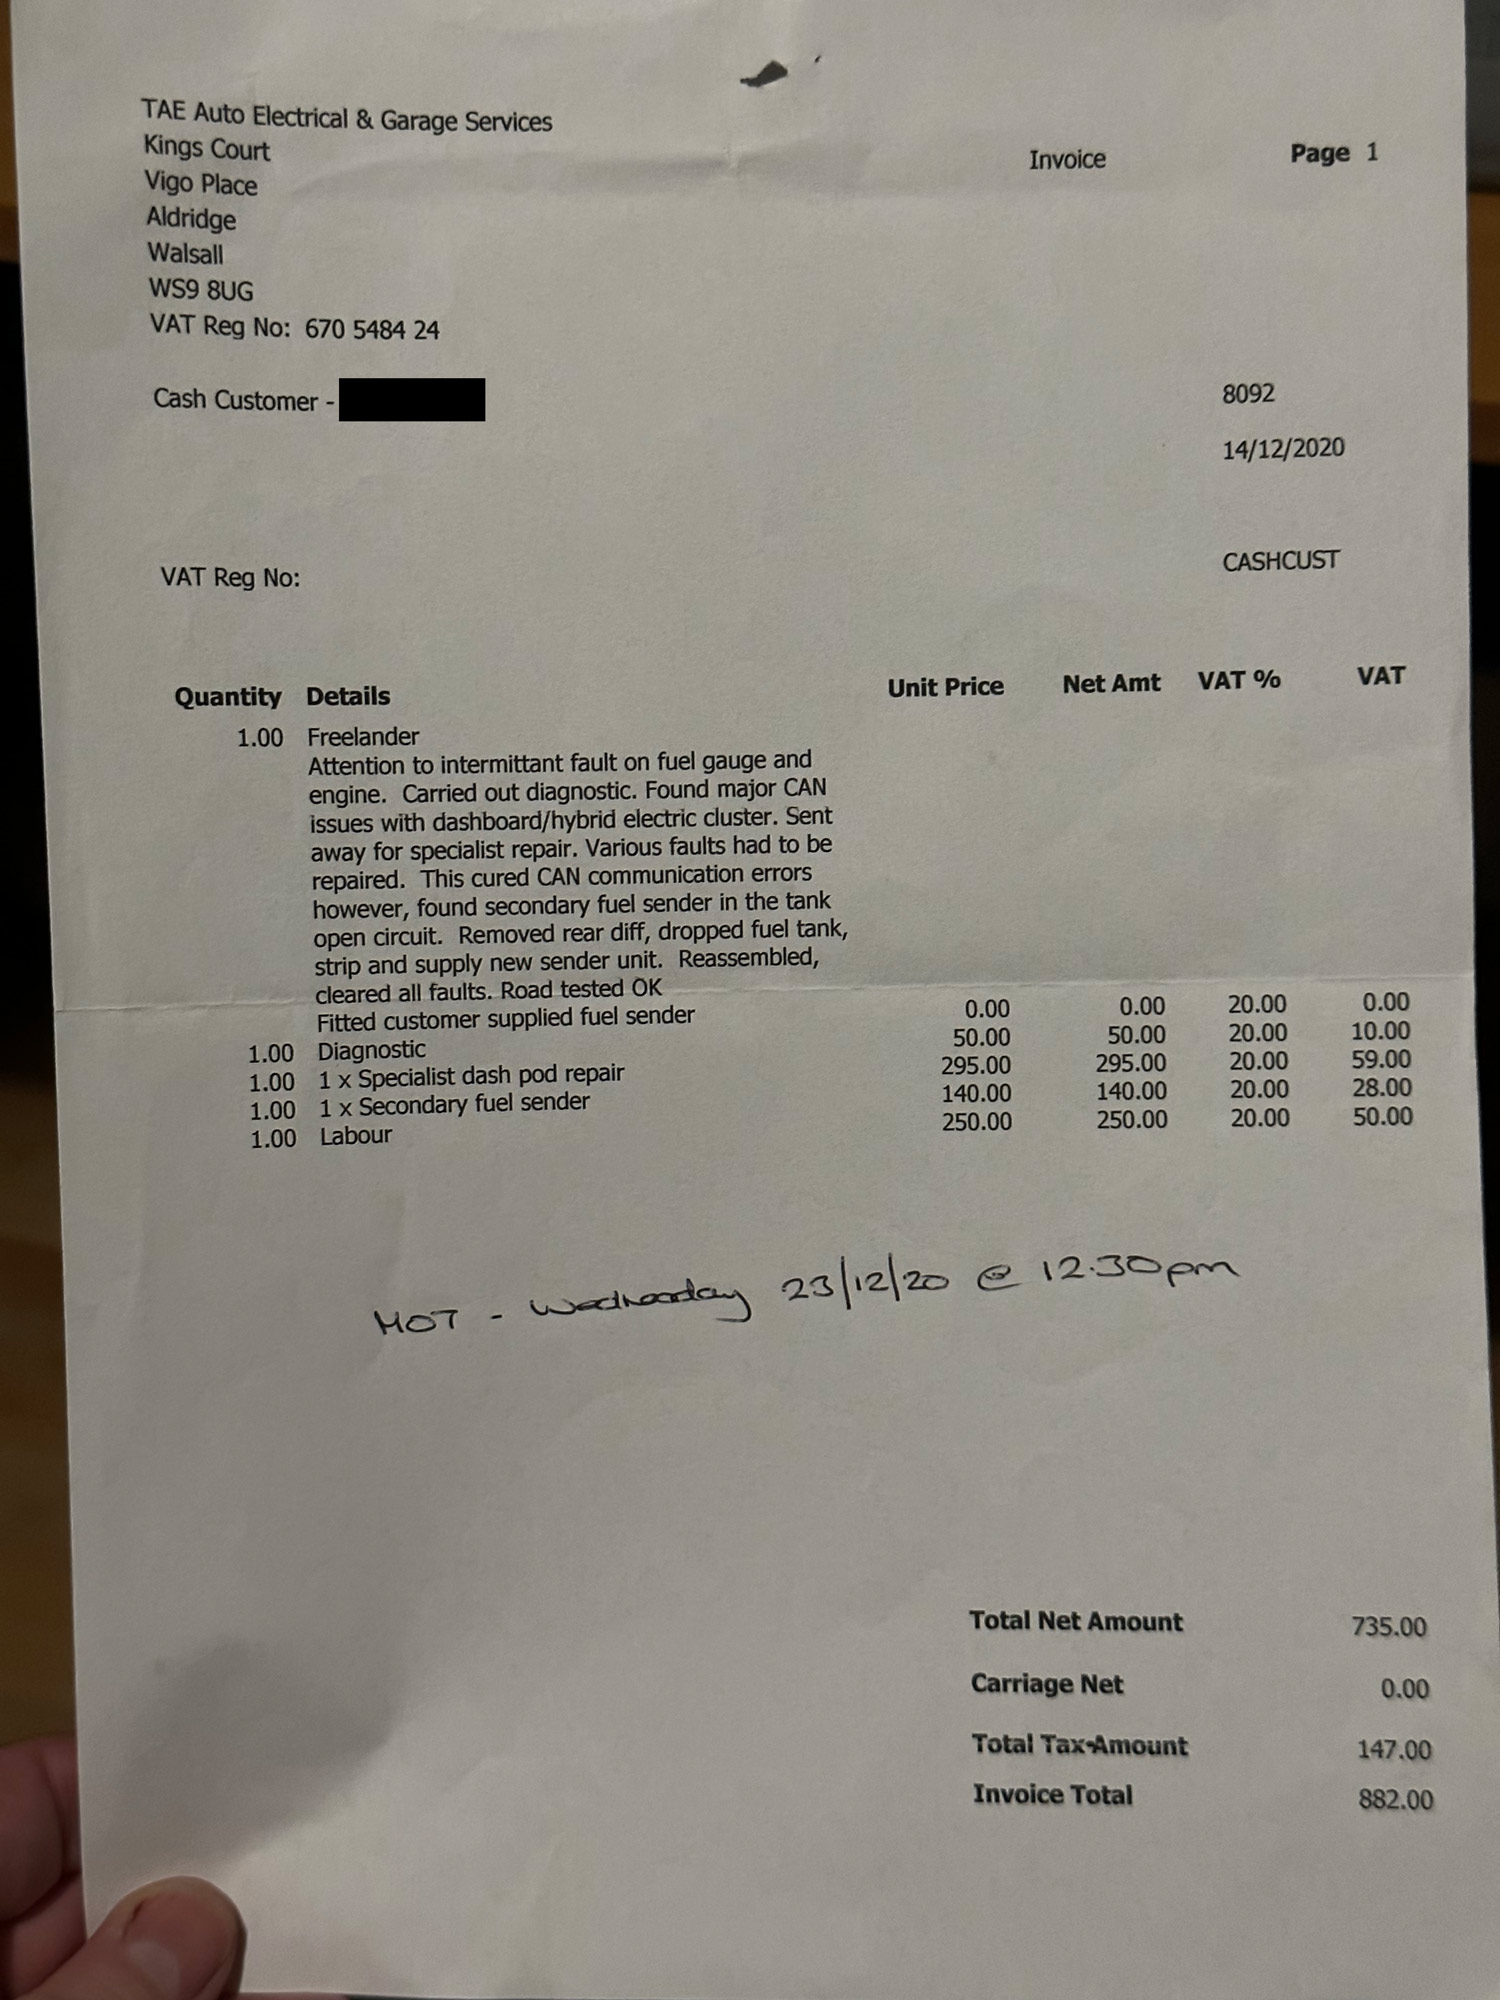 TAE Auto Electrical & Garage Services
Kings Court
Vigo Place
Aldridge
Walsall
WS9 8UG
VAT Reg No: 670 5484 24
Invoice Page 1
Cash Customer -
8092
14/12/2020
VAT Reg No:
CASHCUST
Quantity Details Unit Price Net Amt VAT % VAT
1.00 Freelander
Attention to intermittant fault on fuel gauge and
engine. Carried out diagnostic. Found major CAN
issues with dashboard/hybrid electric cluster. Sent
away for specialist repair. Various faults had to be
repaired. This cured CAN communication errors
however, found secondary fuel sender in the tank
open circuit. Removed rear diff, dropped fuel tank,
strip and supply new sender unit. Reassembled,
cleared all faults. Road tested OK
Fitted customer supplied fuel sender 0.00 0.00 20.00 0.00
1.00 Diagnostic 50.00 50.00 20.00 10.00
1.00 1 x Specialist dash pod repair 295.00 295.00 20.00 59.00
1.00 1 x Secondary fuel sender 140.00 140.00 20.00 28.00
1.00 Labour 250.00 250.00 20.00 50.00
MOT - Wednesday 23/12/20 @ 12.30pm
Total Net Amount 735.00
Carriage Net 0.00
Total Tax Amount 147.00
Invoice Total 882.00